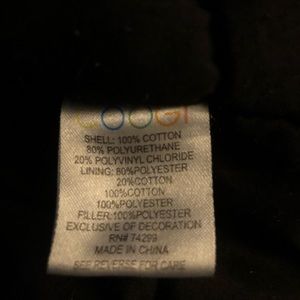 COOGI
SHELL: 100% COTTON
80% POLYURETHANE
20% POLYVINYL CHLORIDE
LINING: 80%POLYESTER
20%COTTON
100%COTTON
100%POLYESTER
FILLER:100%POLYESTER
EXCLUSIVE OF DECORATION
RN# 74299
MADE IN CHINA
SEE REVERSE FOR CARE